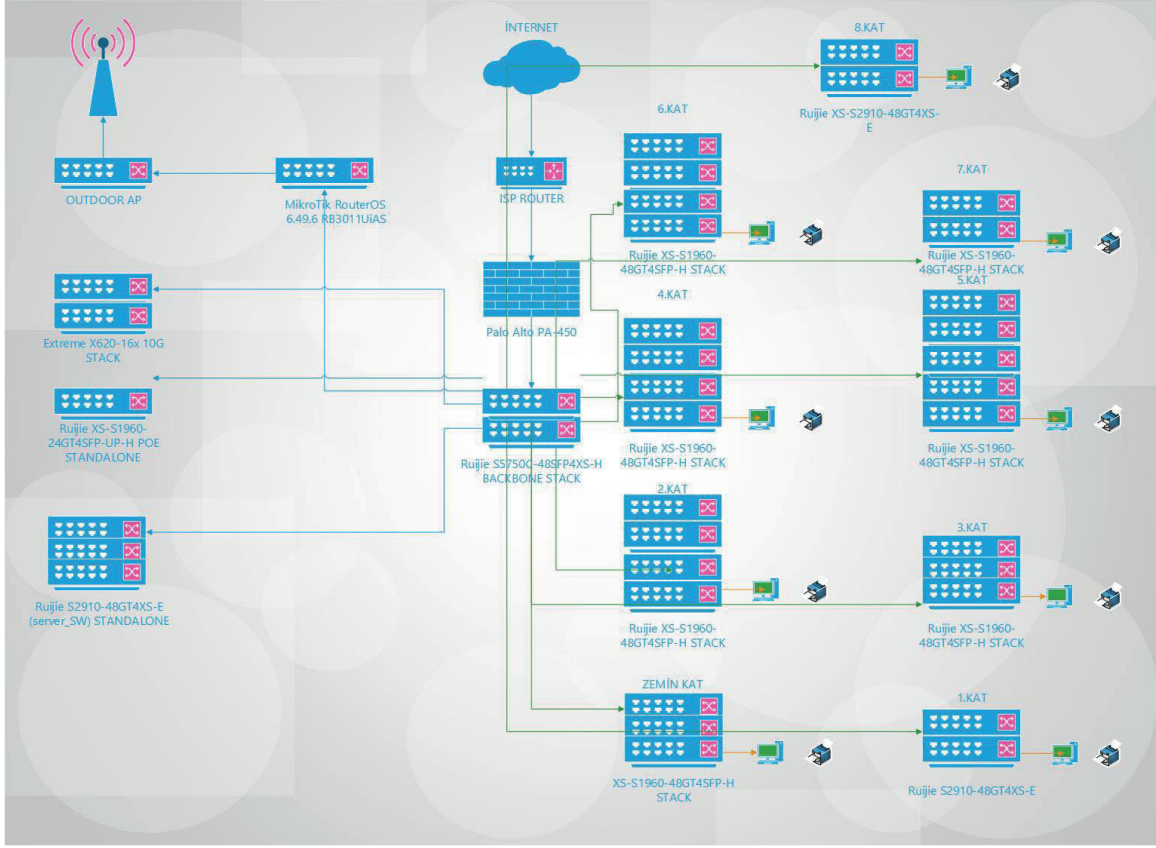 İNTERNET
8.KAT
Ruijie XS-S2910-48GT4XS-
E
6.KAT
7.KAT
OUTDOOR AP
MikroTik RouterOS
6.49.6 RB3011UiAS
ISP ROUTER
Ruijie XS-S1960-
48GT4SFP-H STACK
Ruijie XS-S1960-
48GT4SFP-H STACK
5.KAT
4.KAT
Palo Alto PA-450
Extreme X620-16x 10G
STACK
Ruijie XS-S1960-
24GT4SFP-UP-H POE
STANDALONE
Ruijie S5750C-48SFP4XS-H
BACKBONE STACK
Ruijie XS-S1960-
48GT4SFP-H STACK
Ruijie XS-S1960-
48GT4SFP-H STACK
2.KAT
3.KAT
Ruijie S2910-48GT4XS-E
(server_SW) STANDALONE
Ruijie XS-S1960-
48GT4SFP-H STACK
Ruijie XS-S1960-
48GT4SFP-H STACK
ZEMİN KAT
1.KAT
XS-S1960-48GT4SFP-H
STACK
Ruijie S2910-48GT4XS-E